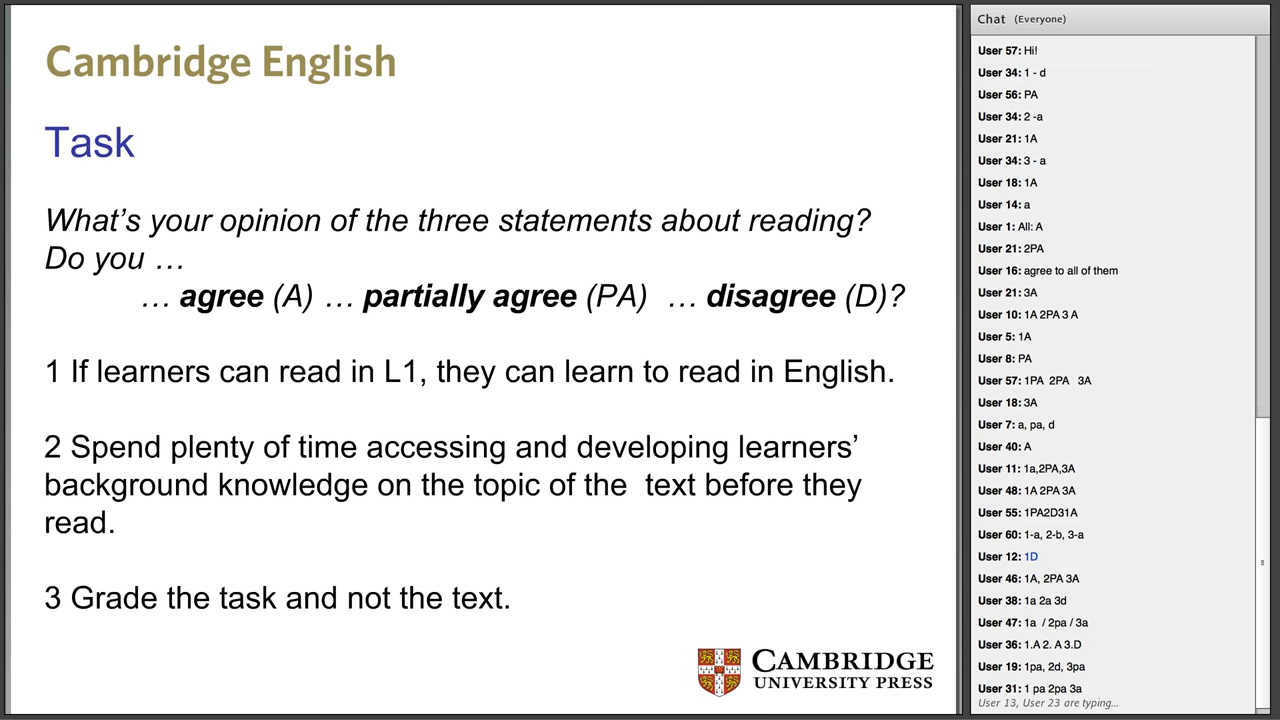 Cambridge English
Task
What's your opinion of the three statements about reading?
Do you …
… agree (A) … partially agree (PA) … disagree (D)?
1 If learners can read in L1, they can learn to read in English.
2 Spend plenty of time accessing and developing learners'
background knowledge on the topic of the text before they
read.
3 Grade the task and not the text.
CAMBRIDGE
UNIVERSITY PRESS
Chat (Everyone)
User 57: Hi!
User 34: 1 - d
User 56: PA
User 34: 2 -a
User 21: 1A
User 34: 3 - a
User 18: 1A
User 14: a
User 1: All: A
User 21: 2PA
User 16: agree to all of them
User 21: 3A
User 10: 1A 2PA 3 A
User 5: 1A
User 8: PA
User 57: 1PA 2PA 3A
User 18: 3A
User 7: a, pa, d
User 40: A
User 11: 1a,2PA,3A
User 48: 1A 2PA 3A
User 55: 1PA2D31A
User 60: 1-a, 2-b, 3-a
User 12: 1D
User 46: 1A, 2PA 3A
User 38: 1a 2a 3d
User 47: 1a / 2pa / 3a
User 36: 1.A 2. A 3.D
User 19: 1pa, 2d, 3pa
User 31: 1 pa 2pa 3a
User 13, User 23 are typing...